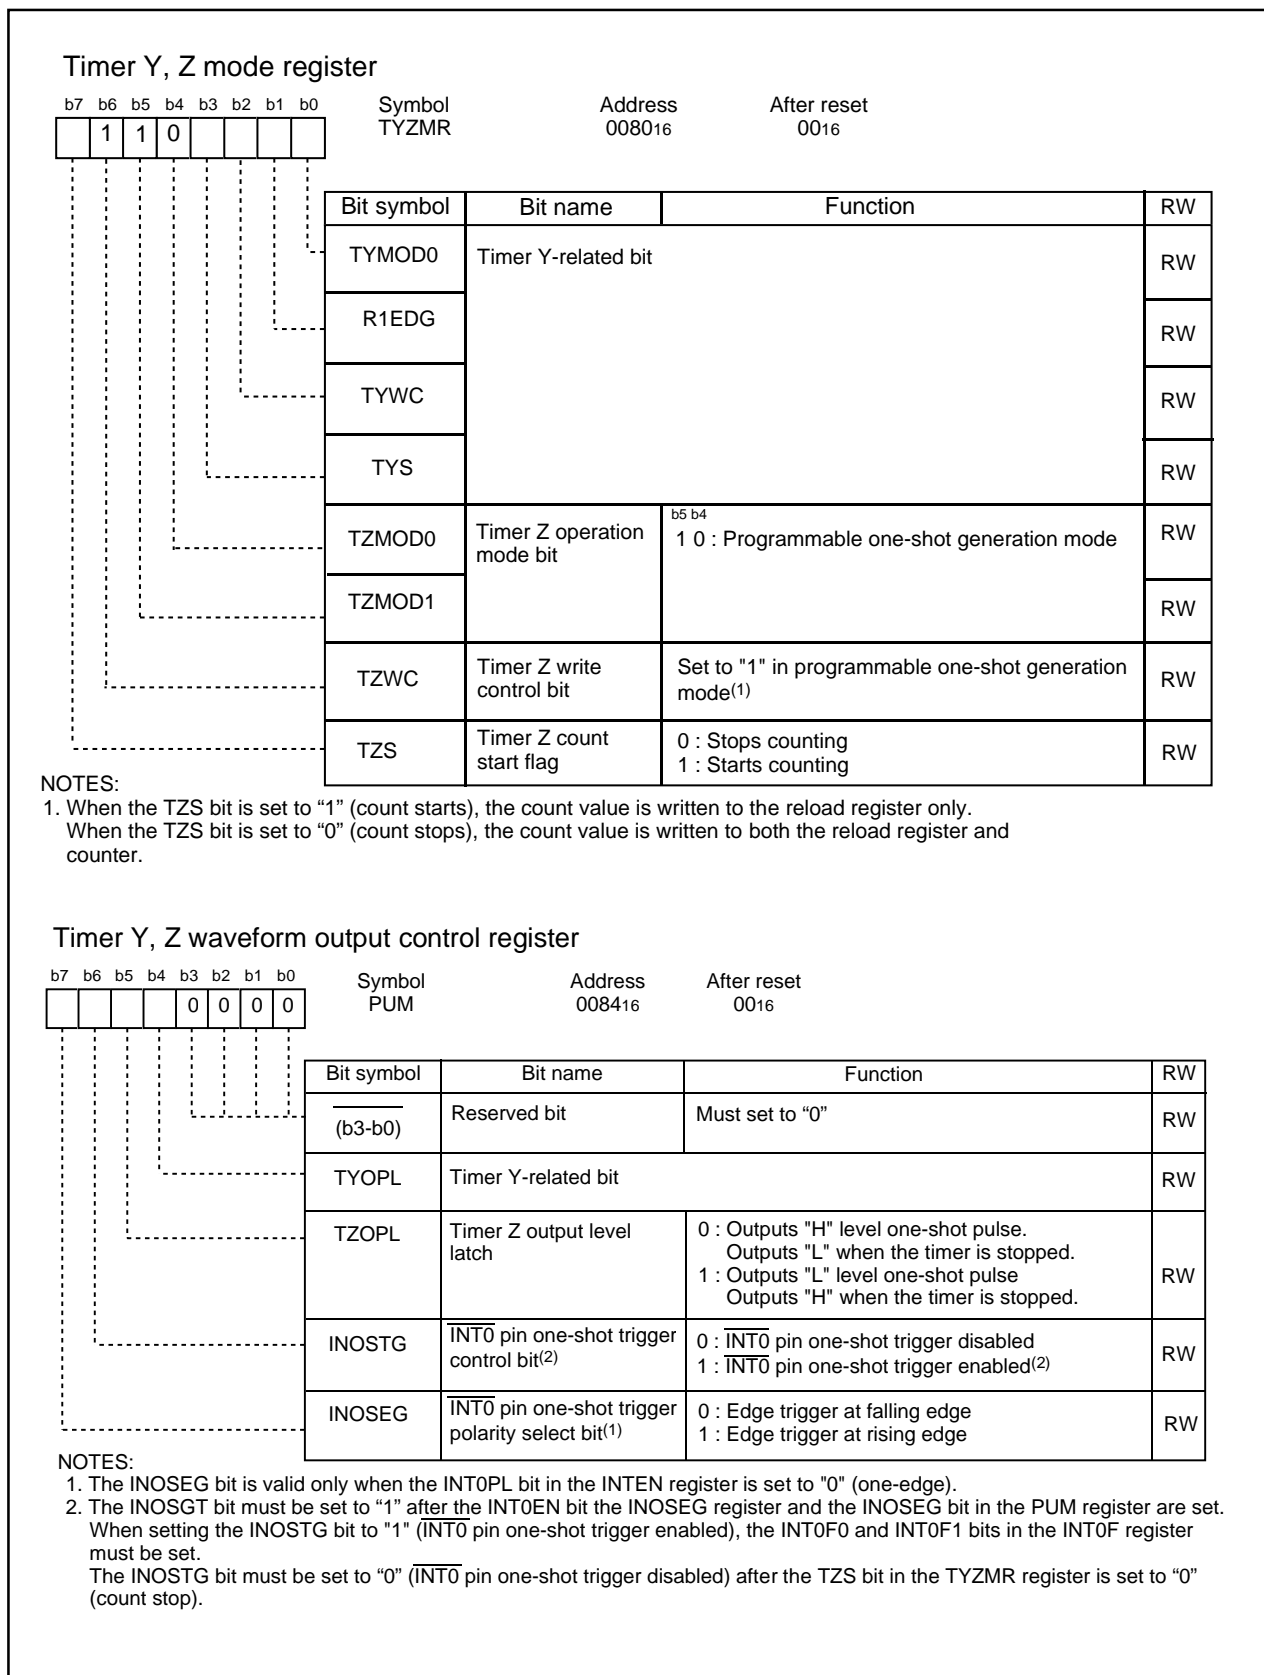 Timer Y, Z mode register
b7 b6 b5 b4 b3 b2 b1 b0
Symbol Address After reset
TYZMR 008016 0016
1 1 0
Bit symbol Bit name Function RW
TYMOD0 Timer Y-related bit RW
R1EDG RW
TYWC RW
TYS RW
b5 b4
TZMOD0 Timer Z operation 1 0 : Programmable one-shot generation mode RW
mode bit
TZMOD1 RW
TZWC Timer Z write Set to "1" in programmable one-shot generation RW
control bit mode(1)
TZS Timer Z count 0 : Stops counting RW
start flag 1 : Starts counting
NOTES:
1. When the TZS bit is set to “1” (count starts), the count value is written to the reload register only.
When the TZS bit is set to “0” (count stops), the count value is written to both the reload register and
counter.
Timer Y, Z waveform output control register
b7 b6 b5 b4 b3 b2 b1 b0
Symbol Address After reset
PUM 008416 0016
0 0 0 0
Bit symbol Bit name Function RW
(b3-b0) Reserved bit Must set to “0” RW
TYOPL Timer Y-related bit RW
TZOPL Timer Z output level 0 : Outputs "H" level one-shot pulse.
latch Outputs "L" when the timer is stopped.
1 : Outputs "L" level one-shot pulse RW
Outputs "H" when the timer is stopped.
INOSTG INT0 pin one-shot trigger 0 : INT0 pin one-shot trigger disabled RW
control bit(2) 1 : INT0 pin one-shot trigger enabled(2)
INOSEG INT0 pin one-shot trigger 0 : Edge trigger at falling edge RW
polarity select bit(1) 1 : Edge trigger at rising edge
NOTES:
1. The INOSEG bit is valid only when the INT0PL bit in the INTEN register is set to "0" (one-edge).
2. The INOSGT bit must be set to “1” after the INT0EN bit the INOSEG register and the INOSEG bit in the PUM register are set.
When setting the INOSTG bit to "1" (INT0 pin one-shot trigger enabled), the INT0F0 and INT0F1 bits in the INT0F register
must be set.
The INOSTG bit must be set to “0” (INT0 pin one-shot trigger disabled) after the TZS bit in the TYZMR register is set to “0”
(count stop).